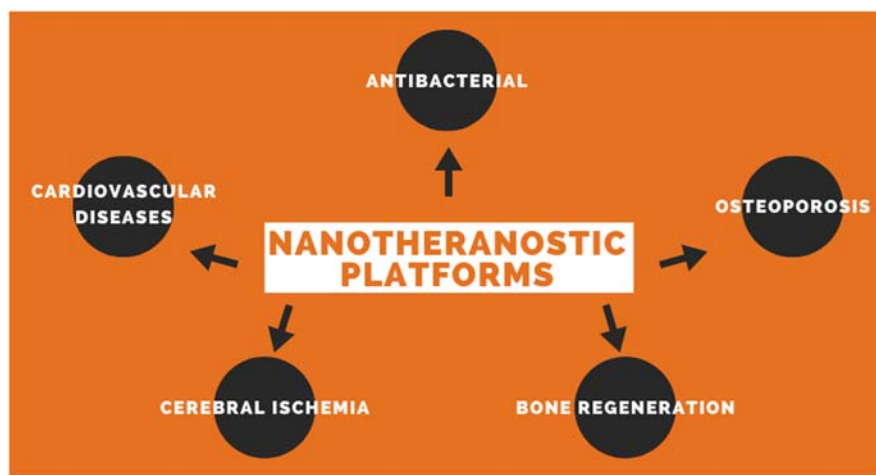 ANTIBACTERIAL
CARDIOVASCULAR
DISEASES
OSTEOPOROSIS
NANOTHERANOSTIC
PLATFORMS
CEREBRAL ISCHEMIA
BONE REGENERATION